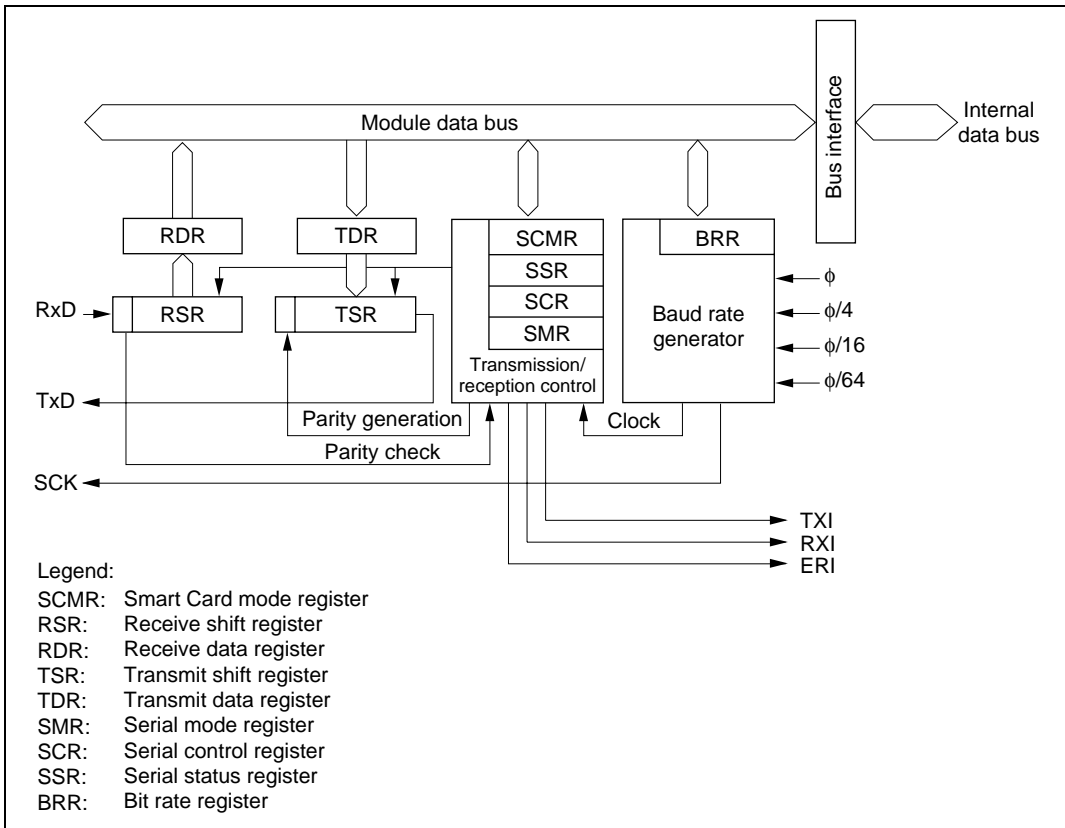 Module data bus
Bus interface
Internal
data bus
RDR
TDR
SCMR
SSR
SCR
SMR
Transmission/
reception control
BRR
Baud rate
generator
RxD
RSR
TSR
φ
φ/4
φ/16
φ/64
TxD
Parity generation
Clock
Parity check
SCK
TXI
RXI
ERI
Legend:
SCMR: Smart Card mode register
RSR: Receive shift register
RDR: Receive data register
TSR: Transmit shift register
TDR: Transmit data register
SMR: Serial mode register
SCR: Serial control register
SSR: Serial status register
BRR: Bit rate register